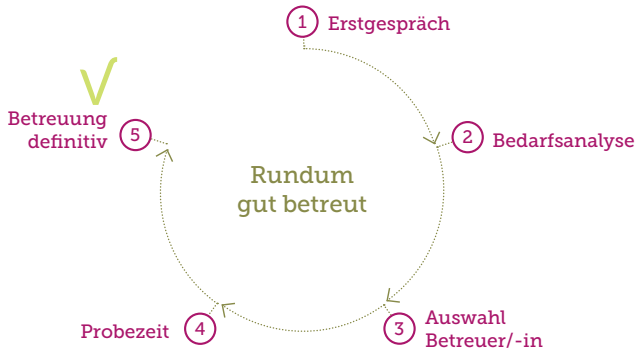 1 Erstgespräch
2 Bedarfsanalyse
3 Auswahl
Betreuer/-in
4 Probezeit
5 Betreuung
definitiv
Rundum
gut betreut